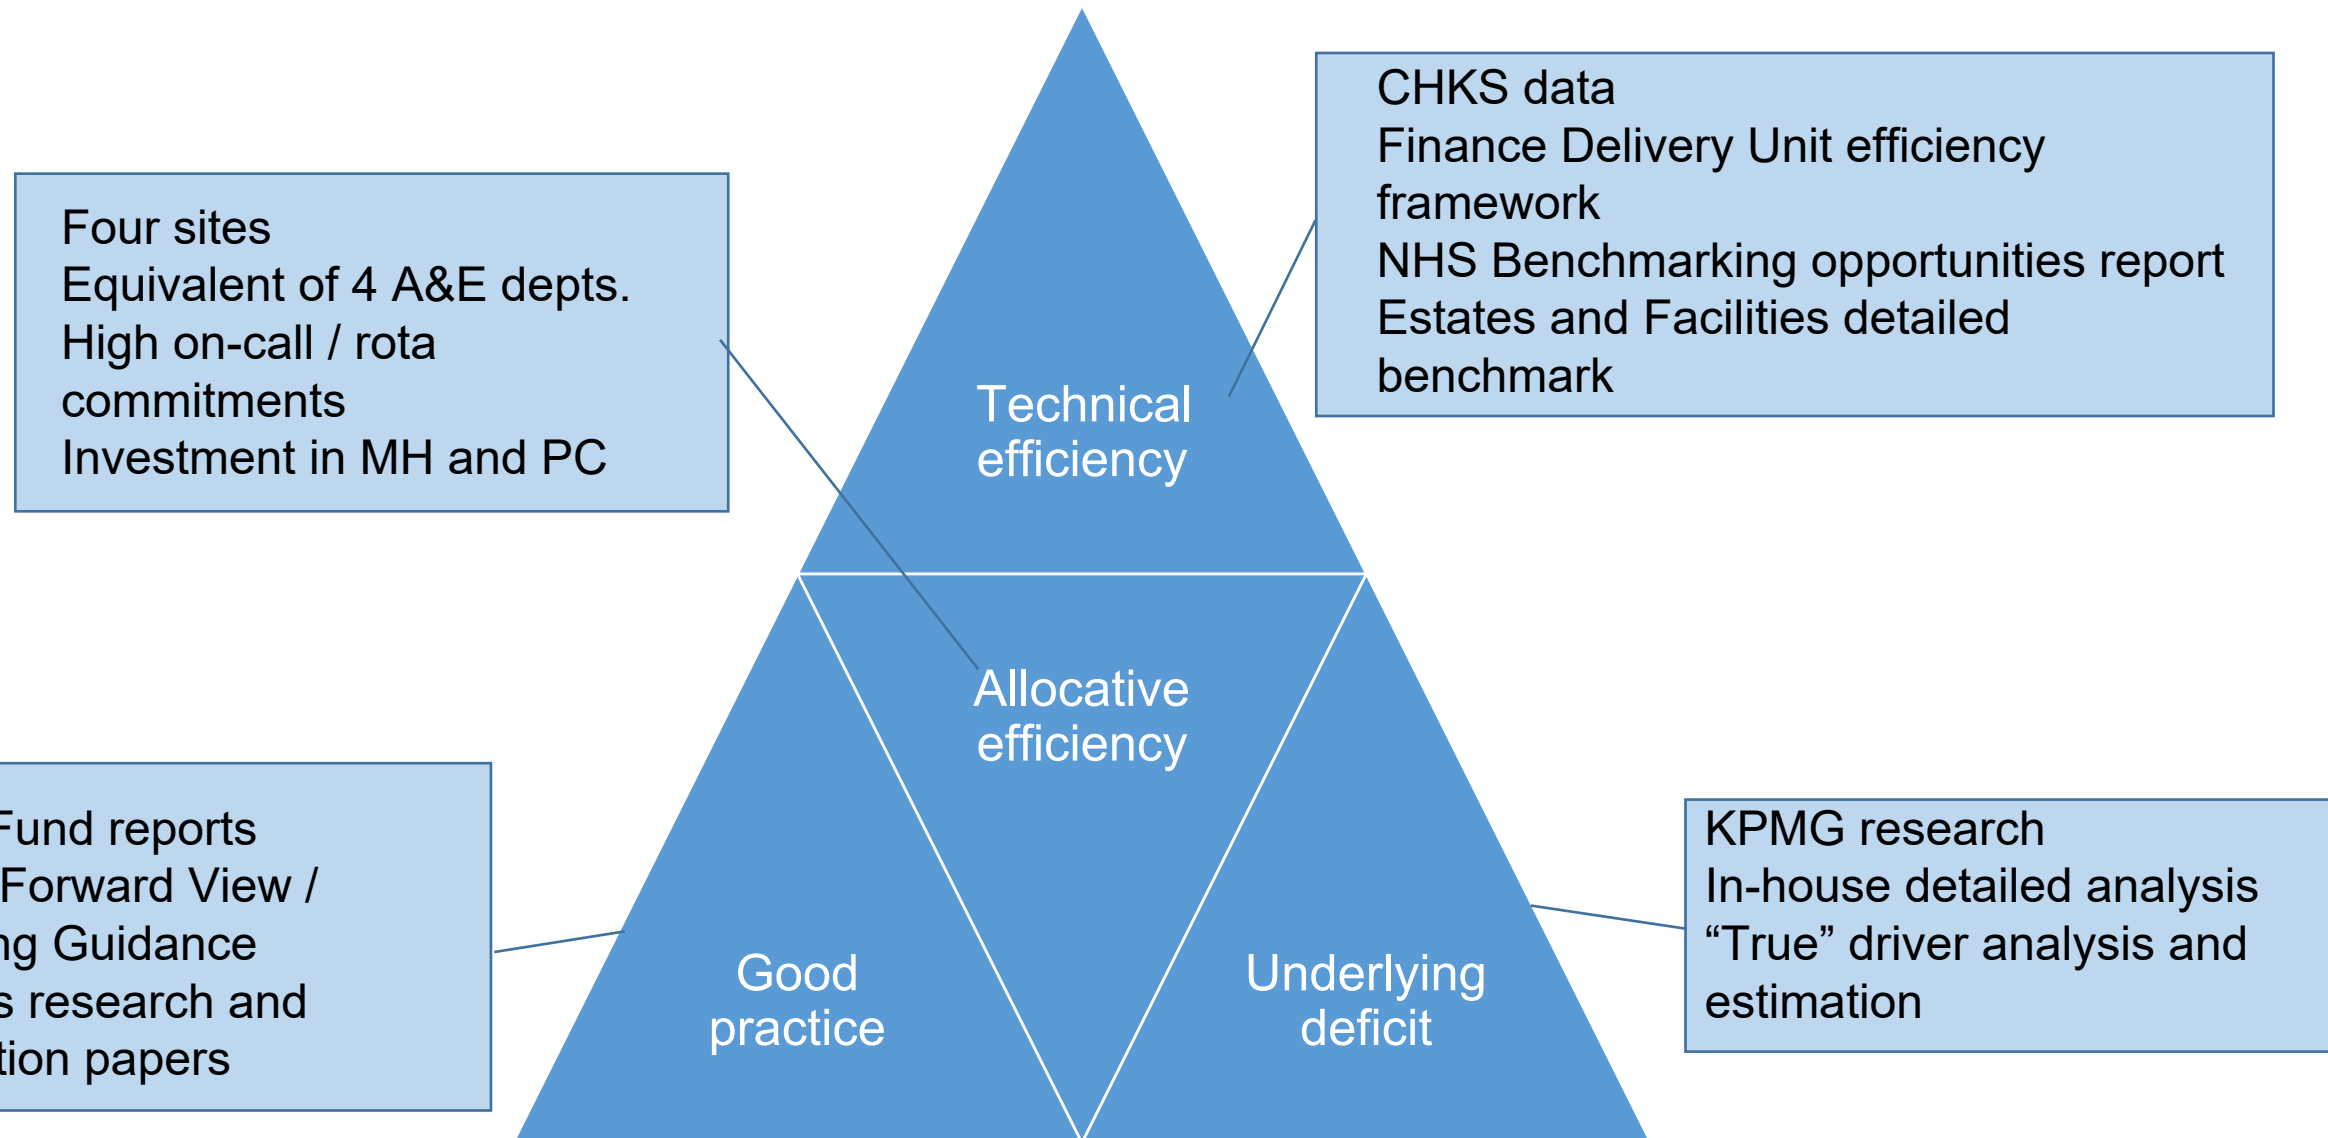 CHKS data
Finance Delivery Unit efficiency
framework
NHS Benchmarking opportunities report
Estates and Facilities detailed
benchmark
Four sites
Equivalent of 4 A&E depts.
High on-call / rota
commitments
Investment in MH and PC
Technical
efficiency
Allocative
efficiency
Fund reports
Forward View /
Guidance
research and
papers
Good
practice
Underlying
deficit
KPMG research
In-house detailed analysis
“True” driver analysis and
estimation